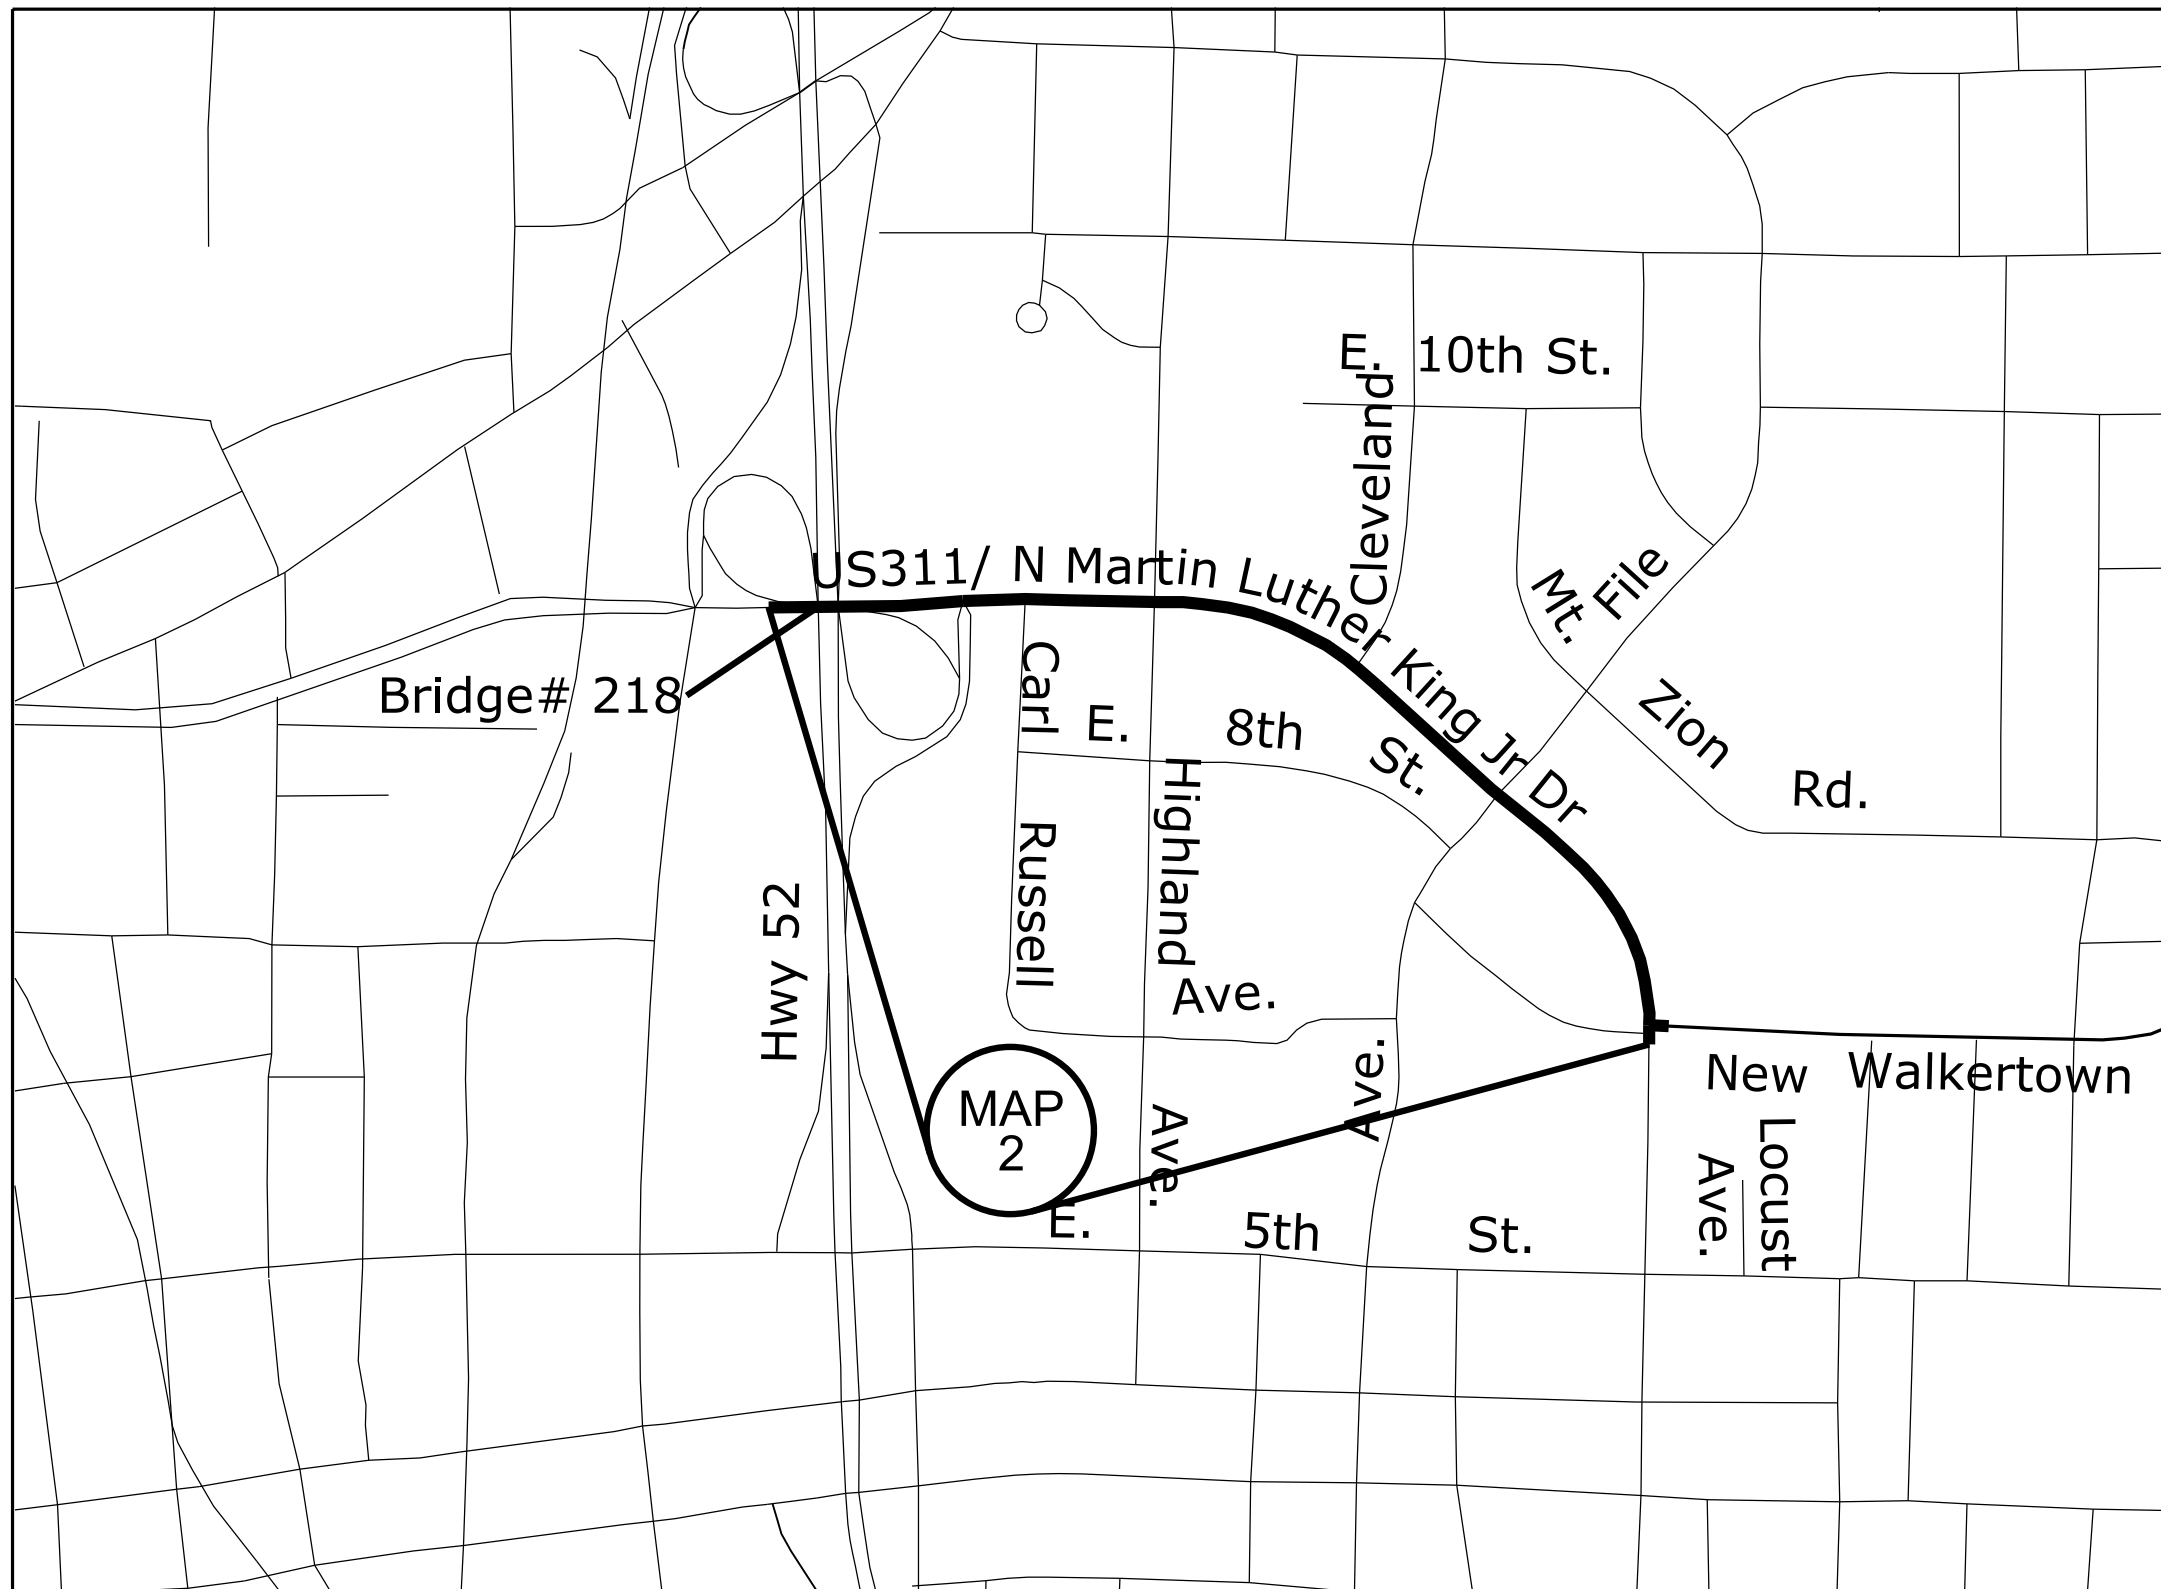 E. 10th St.
Cleveland
Ave.
US311/ N Martin Luther King Jr Dr
Mt.
Zion
Rd.
File
Bridge# 218
Carl
Russell
E. 8th St.
Highland
Ave.
Ave.
Hwy 52
MAP
2
New Walkertown
Locust
Ave.
E. 5th St.